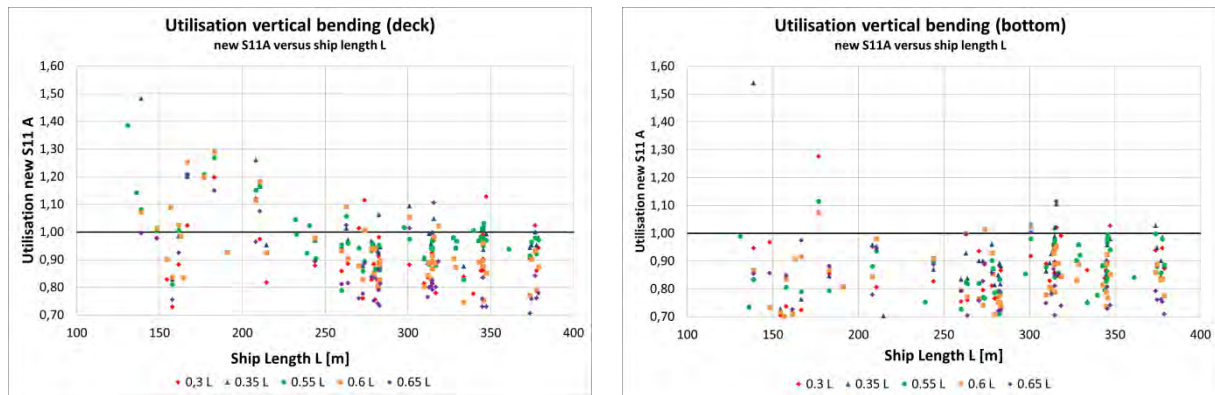 Utilisation vertical bending (deck)
new S11A versus ship length L
Utilisation new S11 A
1,60
1,50
1,40
1,30
1,20
1,10
1,00
0,90
0,80
0,70
100 150 200 250 300 350 400
Ship Length L [m]
0,3 L 0.35 L 0.55 L 0.6 L 0.65 L
Utilisation vertical bending (bottom)
new S11A versus ship length L
Utilisation new S11 A
1,60
1,50
1,40
1,30
1,20
1,10
1,00
0,90
0,80
0,70
100 150 200 250 300 350 400
Ship Length L [m]
0.3 L 0.35 L 0.55 L 0.6 L 0.65 L